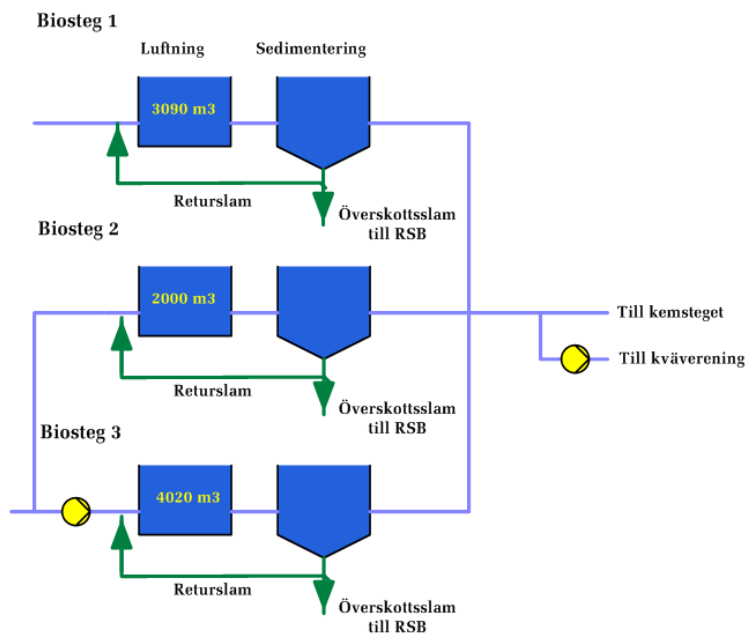 Biosteg 1
Luftning
Sedimentering
3090 m3
Returslam
Överskottsslam
till RSB
Biosteg 2
2000 m3
Till kemsteget
Till kväverening
Returslam
Överskottsslam
till RSB
Biosteg 3
4020 m3
Returslam
Överskottsslam
till RSB